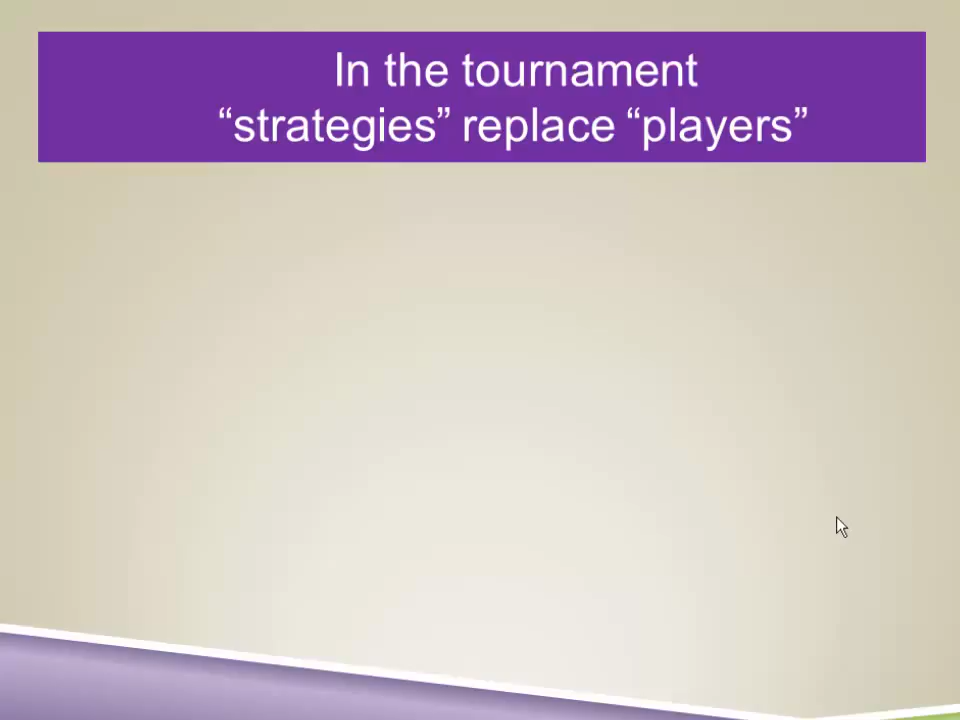 In the tournament
“strategies” replace “players”